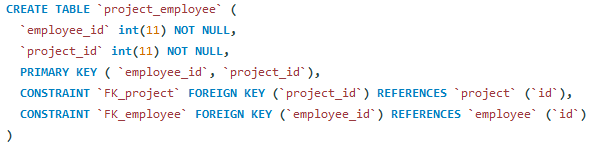 CREATE TABLE `project_employee` (
  `employee_id` int(11) NOT NULL,
  `project_id` int(11) NOT NULL,
  PRIMARY KEY ( `employee_id`, `project_id`),
  CONSTRAINT `FK_project` FOREIGN KEY (`project_id`) REFERENCES `project` (`id`),
  CONSTRAINT `FK_employee` FOREIGN KEY (`employee_id`) REFERENCES `employee` (`id`)
)